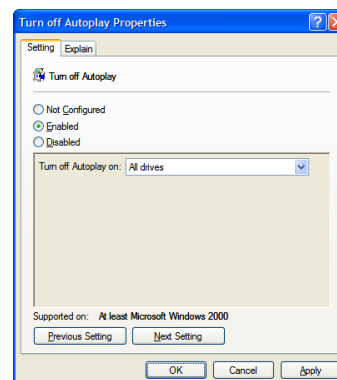 Turn off Autoplay Properties
Setting
Explain
Turn off Autoplay
Not Configured
Enabled
Disabled
Turn off Autoplay on: All drives
Supported on: At least Microsoft Windows 2000
Previous Setting
Next Setting
OK
Cancel
Apply